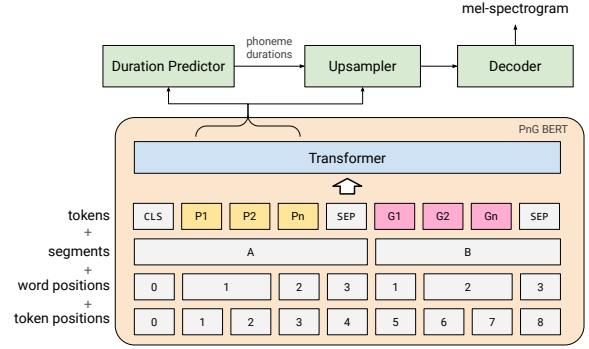 mel-spectrogram
Duration Predictor
phoneme
durations
Upsampler
Decoder
PnG BERT
Transformer
tokens CLS P1 P2 Pn SEP G1 G2 Gn SEP
+
segments A B
+
word positions 0 1 2 3 1 2 3
+
token positions 0 1 2 3 4 5 6 7 8